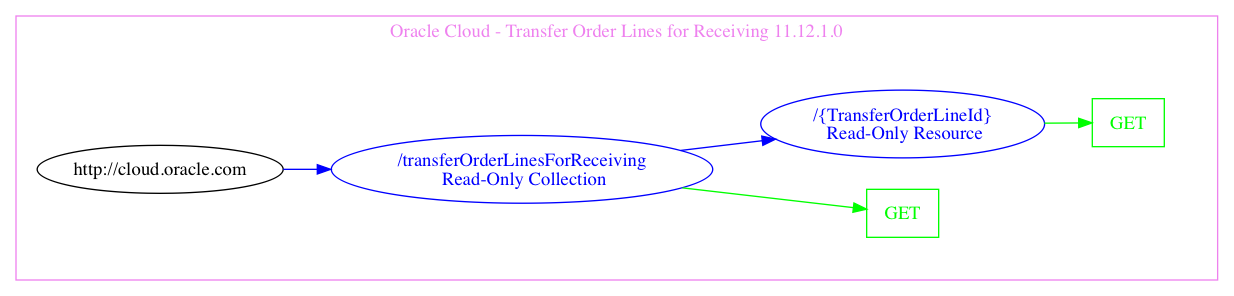 Oracle Cloud - Transfer Order Lines for Receiving 11.12.1.0
http://cloud.oracle.com
/transferOrderLinesForReceiving
Read-Only Collection
/{TransferOrderLineId}
Read-Only Resource
GET
GET